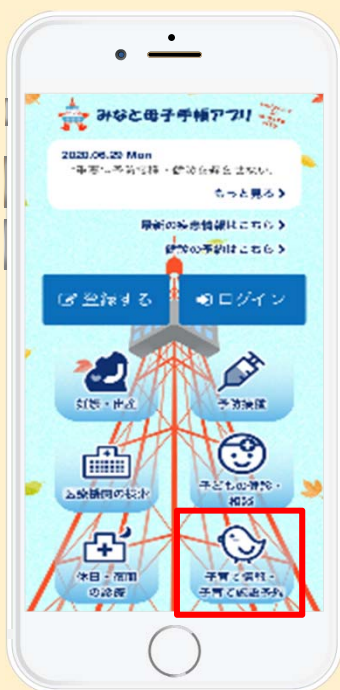 みなと母子手帳アプリ
2020.06.29 Mon
もっと見る
最新の疾患情報はこちら
健診の予約はこちら
登録する
ログイン
妊娠・出産
予防接種
医療機関の検索
子どもの健診・
相談
休日・夜間
の診療
子育て情報・
子育て施設予約